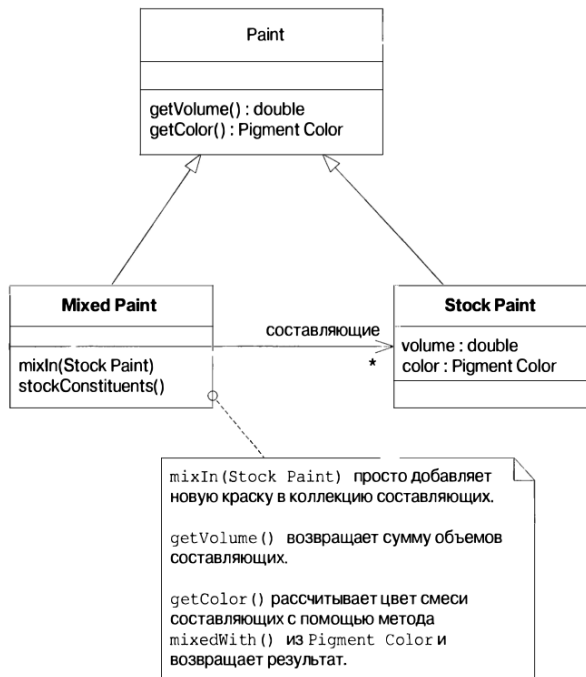 Paint
getVolume() : double
getColor() : Pigment Color
Mixed Paint
mixIn(Stock Paint)
stockConstituents()
составляющие
*
Stock Paint
volume : double
color : Pigment Color
mixIn(Stock Paint) просто добавляет
новую краску в коллекцию составляющих.
getVolume() возвращает сумму объемов
составляющих.
getColor() рассчитывает цвет смеси
составляющих с помощью метода
mixedWith() из Pigment Color и
возвращает результат.